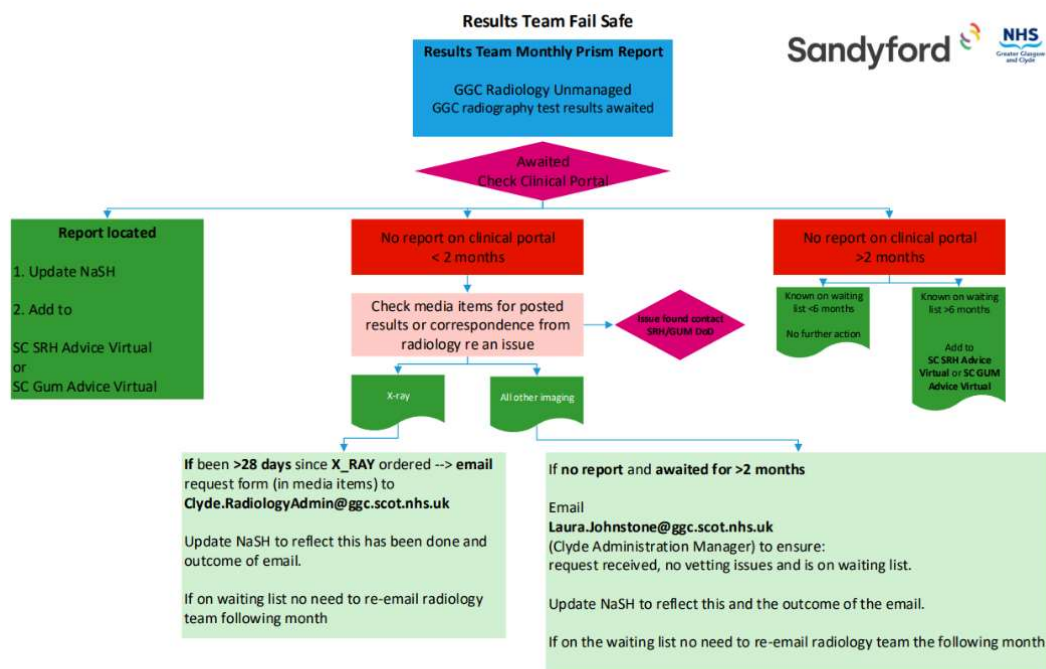 Results Team Fail Safe
Sandyford
NHS
Greater Glasgow
and Clyde
Results Team Monthly Prism Report
GGC Radiology Unmanaged
GGC radiography test results awaited
Awaited
Check Clinical Portal
Report located
1. Update NaSH
2. Add to
SC SRH Advice Virtual
or
SC Gum Advice Virtual
No report on clinical portal
< 2 months
No report on clinical portal
>2 months
Check media items for posted
results or correspondence from
radiology re an issue
Issue found contact
SRH/GUM DoD
Known on waiting
list <6 months
No further action
Known on waiting
list >6 months
Add to
SC SRH Advice
Virtual or SC GUM
Advice Virtual
X-ray
All other imaging
If been >28 days since X_RAY ordered --> email
request form (in media items) to
Clyde.RadiologyAdmin@ggc.scot.nhs.uk
Update NaSH to reflect this has been done and
outcome of email.
If on waiting list no need to re-email radiology
team following month
If no report and awaited for >2 months
Email
Laura.Johnstone@ggc.scot.nhs.uk
(Clyde Administration Manager) to ensure:
request received, no vetting issues and is on waiting list.
Update NaSH to reflect this and the outcome of the email.
If on the waiting list no need to re-email radiology team the following month